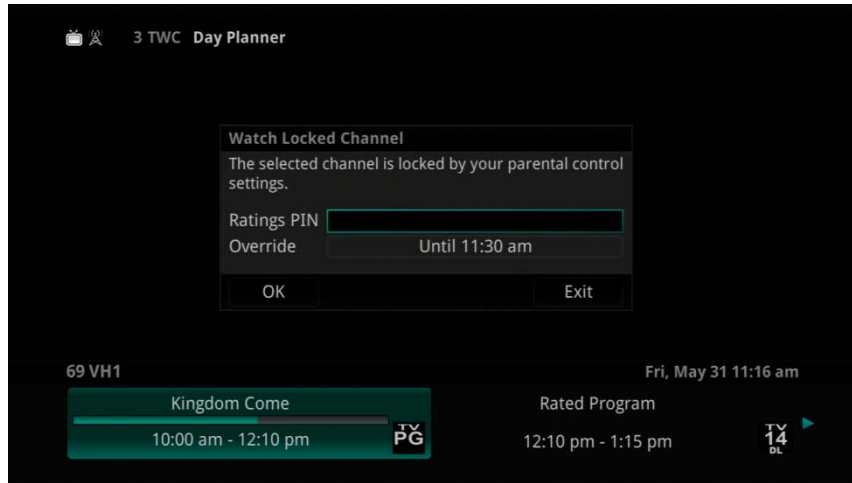 3 TWC Day Planner
Watch Locked Channel
The selected channel is locked by your parental control
settings.
Ratings PIN
Override Until 11:30 am
OK Exit
69 VH1 Fri, May 31 11:16 am
Kingdom Come Rated Program
10:00 am - 12:10 pm TV PG 12:10 pm - 1:15 pm TV 14 DL